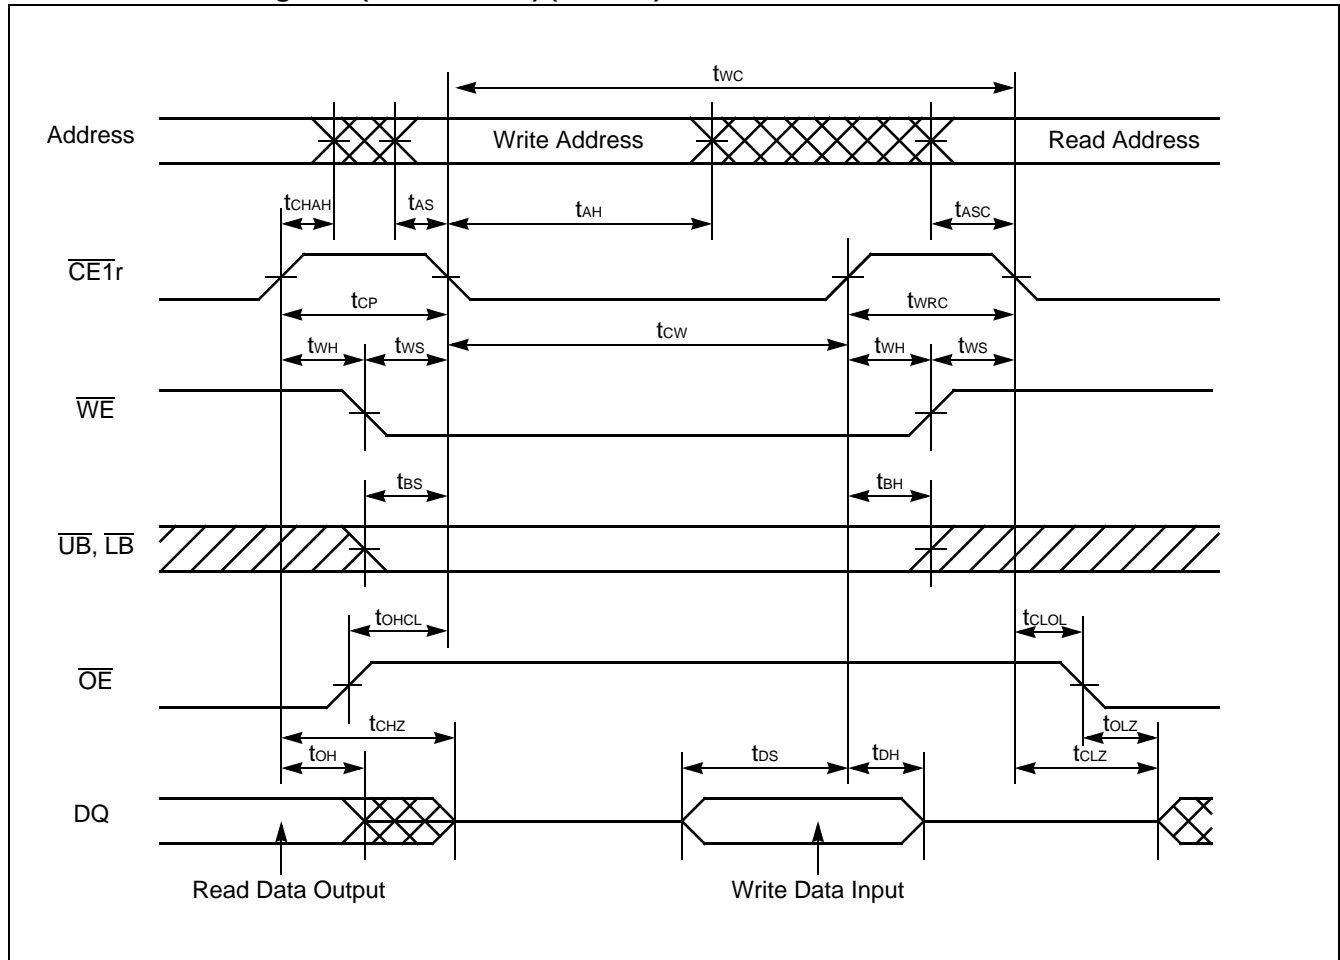 tWC
Address
Write Address
Read Address
tCHAH
tAS
tAH
tASC
CE1r
tCP
tWRC
tCW
tWH
tWS
tWH
tWS
WE
tBS
tBH
UB, LB
tOHCL
tCLOL
OE
tCHZ
tOLZ
tOH
tDS
tDH
tCLZ
DQ
Read Data Output
Write Data Input